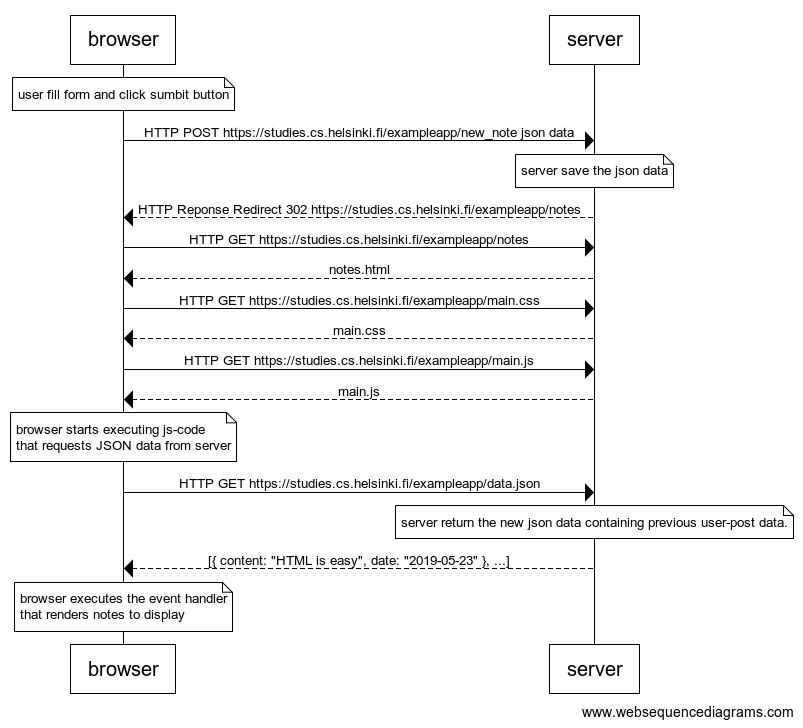 browser
server
user fill form and click sumbit button
HTTP POST https://studies.cs.helsinki.fi/exampleapp/new_note json data
server save the json data
HTTP Reponse Redirect 302 https://studies.cs.helsinki.fi/exampleapp/notes
HTTP GET https://studies.cs.helsinki.fi/exampleapp/notes
notes.html
HTTP GET https://studies.cs.helsinki.fi/exampleapp/main.css
main.css
HTTP GET https://studies.cs.helsinki.fi/exampleapp/main.js
main.js
browser starts executing js-code
that requests JSON data from server
HTTP GET https://studies.cs.helsinki.fi/exampleapp/data.json
server return the new json data containing previous user-post data.
[{ content: "HTML is easy", date: "2019-05-23" }, ...]
browser executes the event handler
that renders notes to display
browser
server
www.websequencediagrams.com